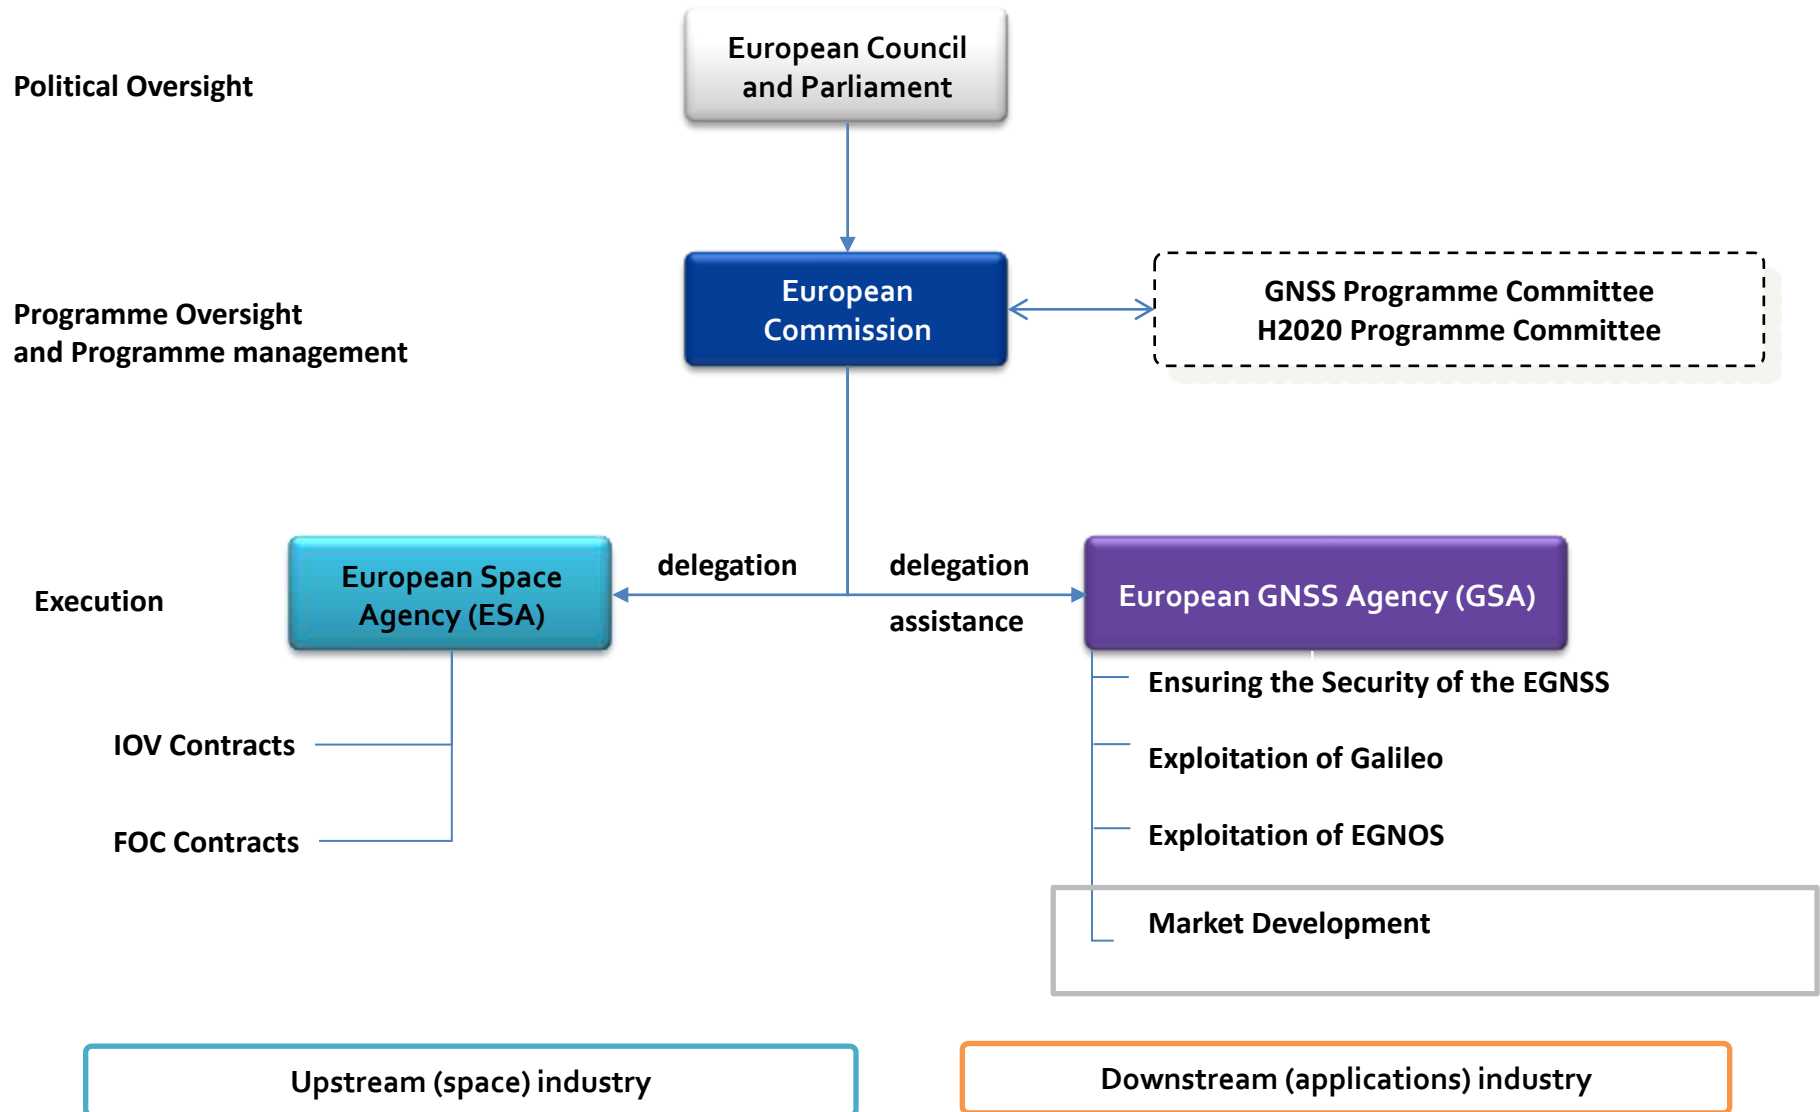 European Council
and Parliament
Political Oversight
European
Commission
GNSS Programme Committee
H2020 Programme Committee
Programme Oversight
and Programme management
European Space
Agency (ESA)
delegation
delegation
assistance
European GNSS Agency (GSA)
Execution
Ensuring the Security of the EGNSS
IOV Contracts
Exploitation of Galileo
FOC Contracts
Exploitation of EGNOS
Market Development
Upstream (space) industry
Downstream (applications) industry